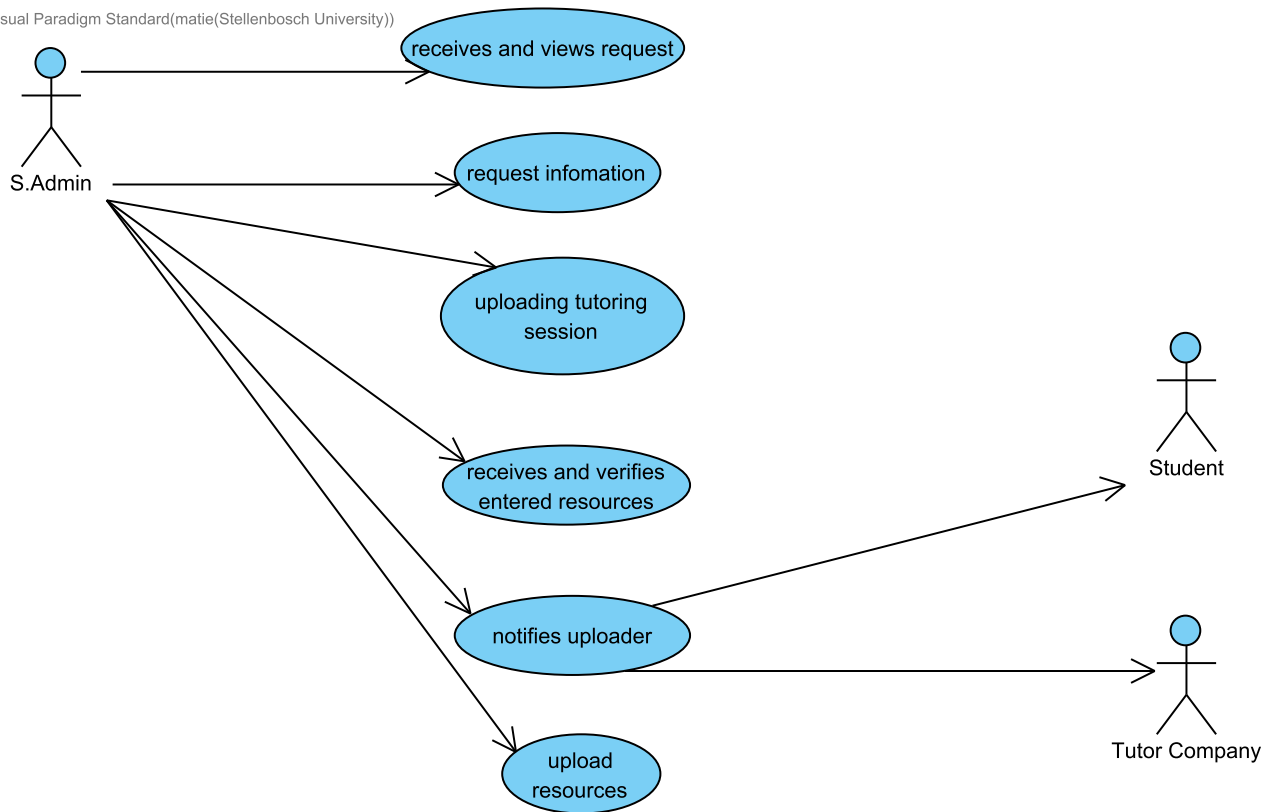 sual Paradigm Standard(matie(Stellenbosch University))
receives and views request
S.Admin
request infomation
uploading tutoring
session
receives and verifies
entered resources
Student
notifies uploader
Tutor Company
upload
resources